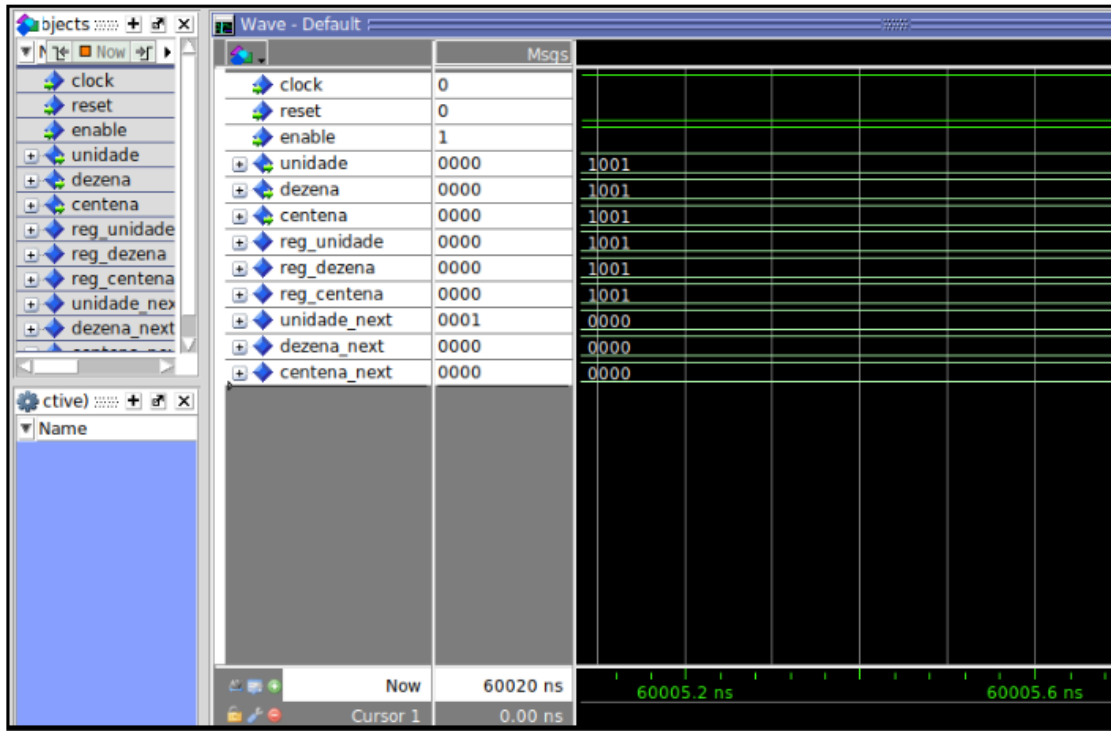 bjects
Wave - Default
Now
Msgs
clock
reset
enable
unidade
dezena
centena
reg_unidade
reg_dezena
reg_centena
unidade_nex
dezena_next
clock 0
reset 0
enable 1
unidade 0000 1001
dezena 0000 1001
centena 0000 1001
reg_unidade 0000 1001
reg_dezena 0000 1001
reg_centena 0000 1001
unidade_next 0001 0000
dezena_next 0000 0000
centena_next 0000 0000
ctive)
Name
Now 60020 ns
60005.2 ns 60005.6 ns
Cursor 1 0.00 ns